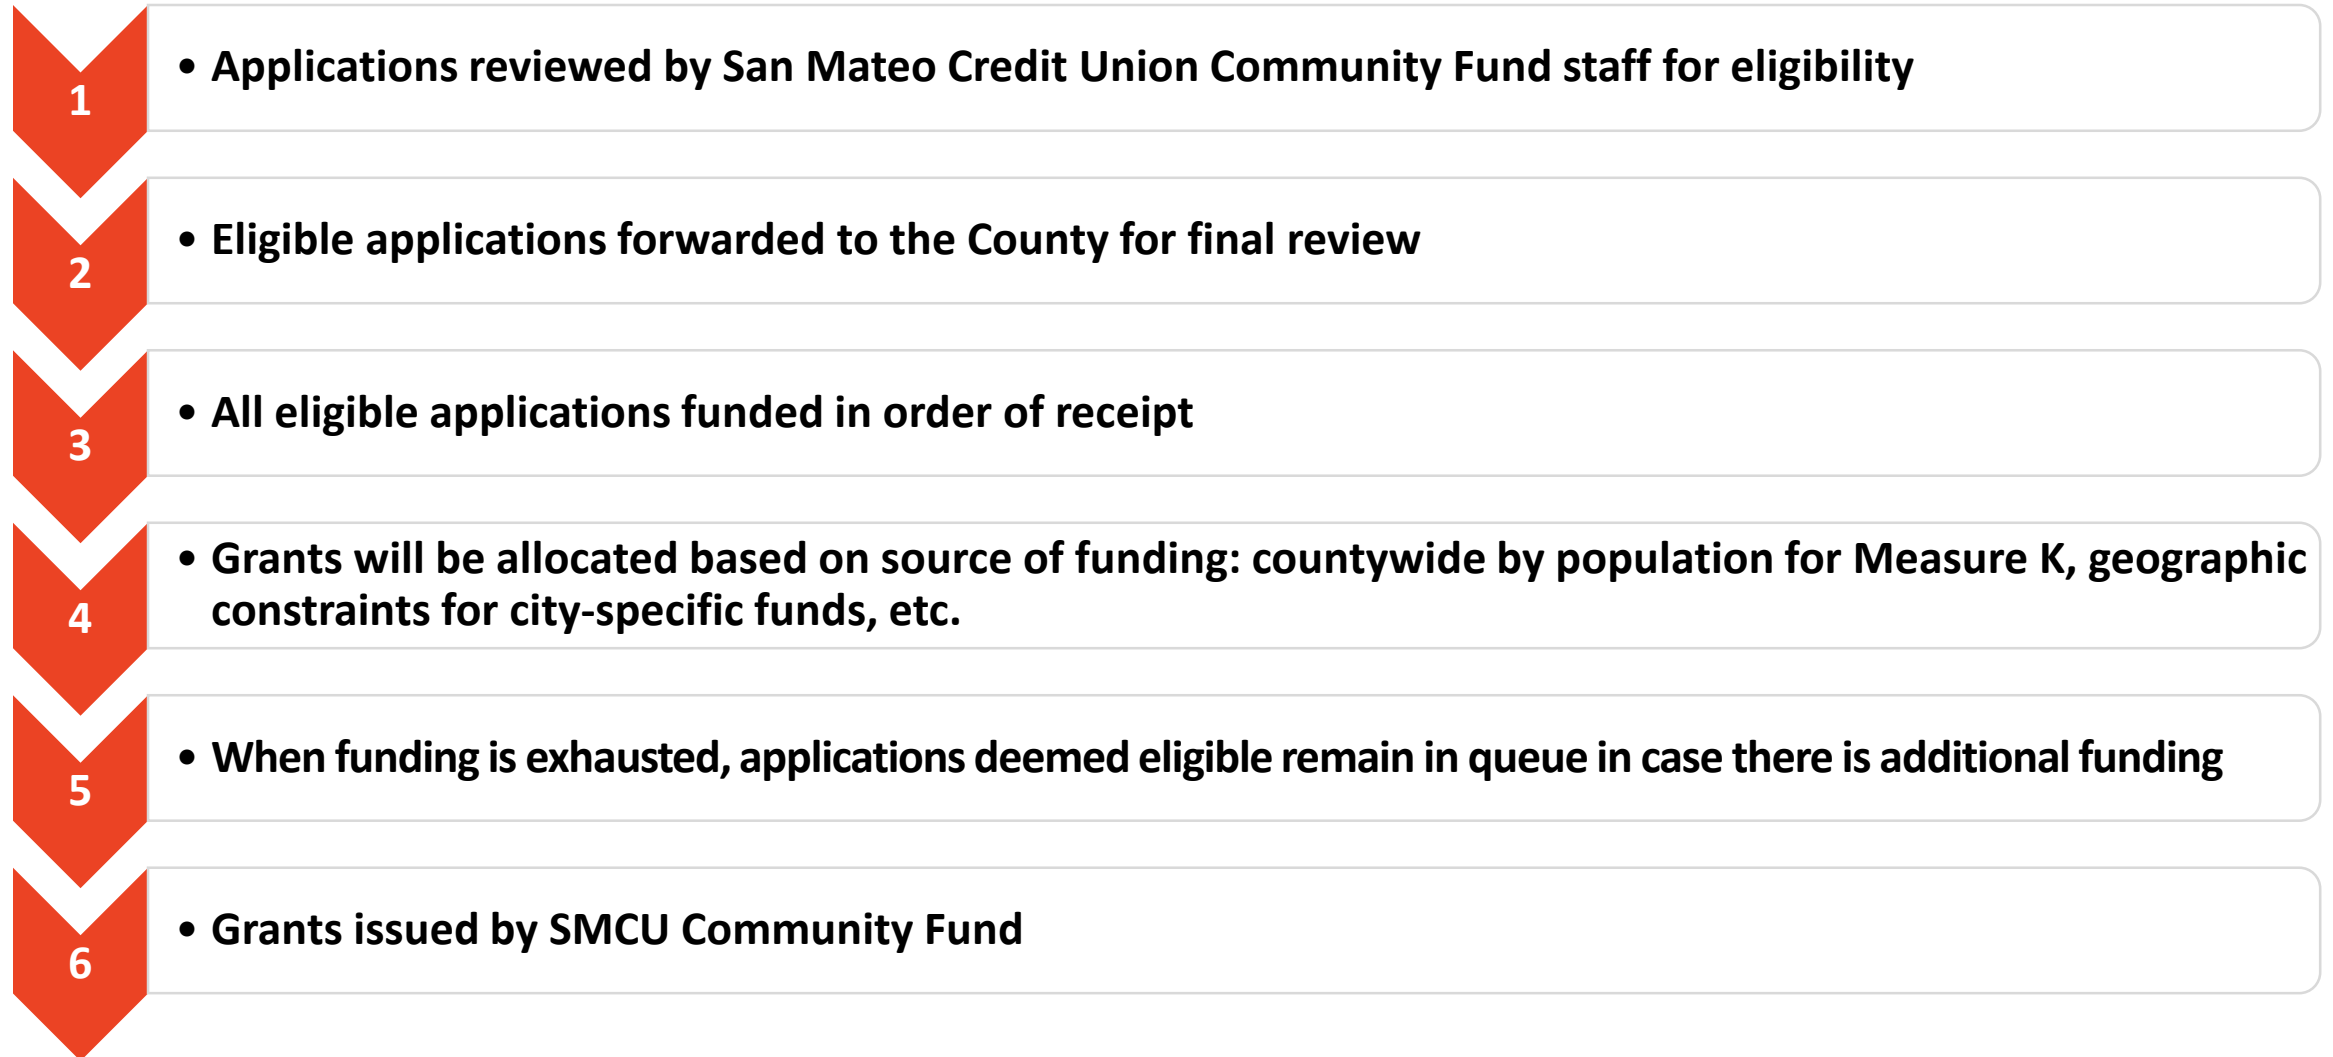 1
• Applications reviewed by San Mateo Credit Union Community Fund staff for eligibility
2
• Eligible applications forwarded to the County for final review
3
• All eligible applications funded in order of receipt
4
• Grants will be allocated based on source of funding: countywide by population for Measure K, geographic
constraints for city-specific funds, etc.
5
• When funding is exhausted, applications deemed eligible remain in queue in case there is additional funding
6
• Grants issued by SMCU Community Fund